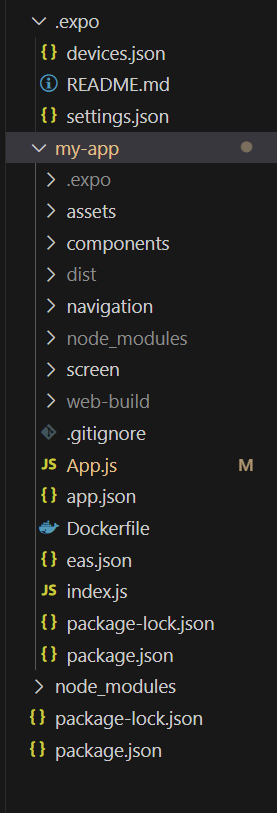 .expo
devices.json
README.md
settings.json
my-app
.expo
assets
components
dist
navigation
node_modules
screen
web-build
.gitignore
JS App.js M
{} app.json
Dockerfile
{} eas.json
JS index.js
{} package-lock.json
{} package.json
node_modules
{} package-lock.json
{} package.json